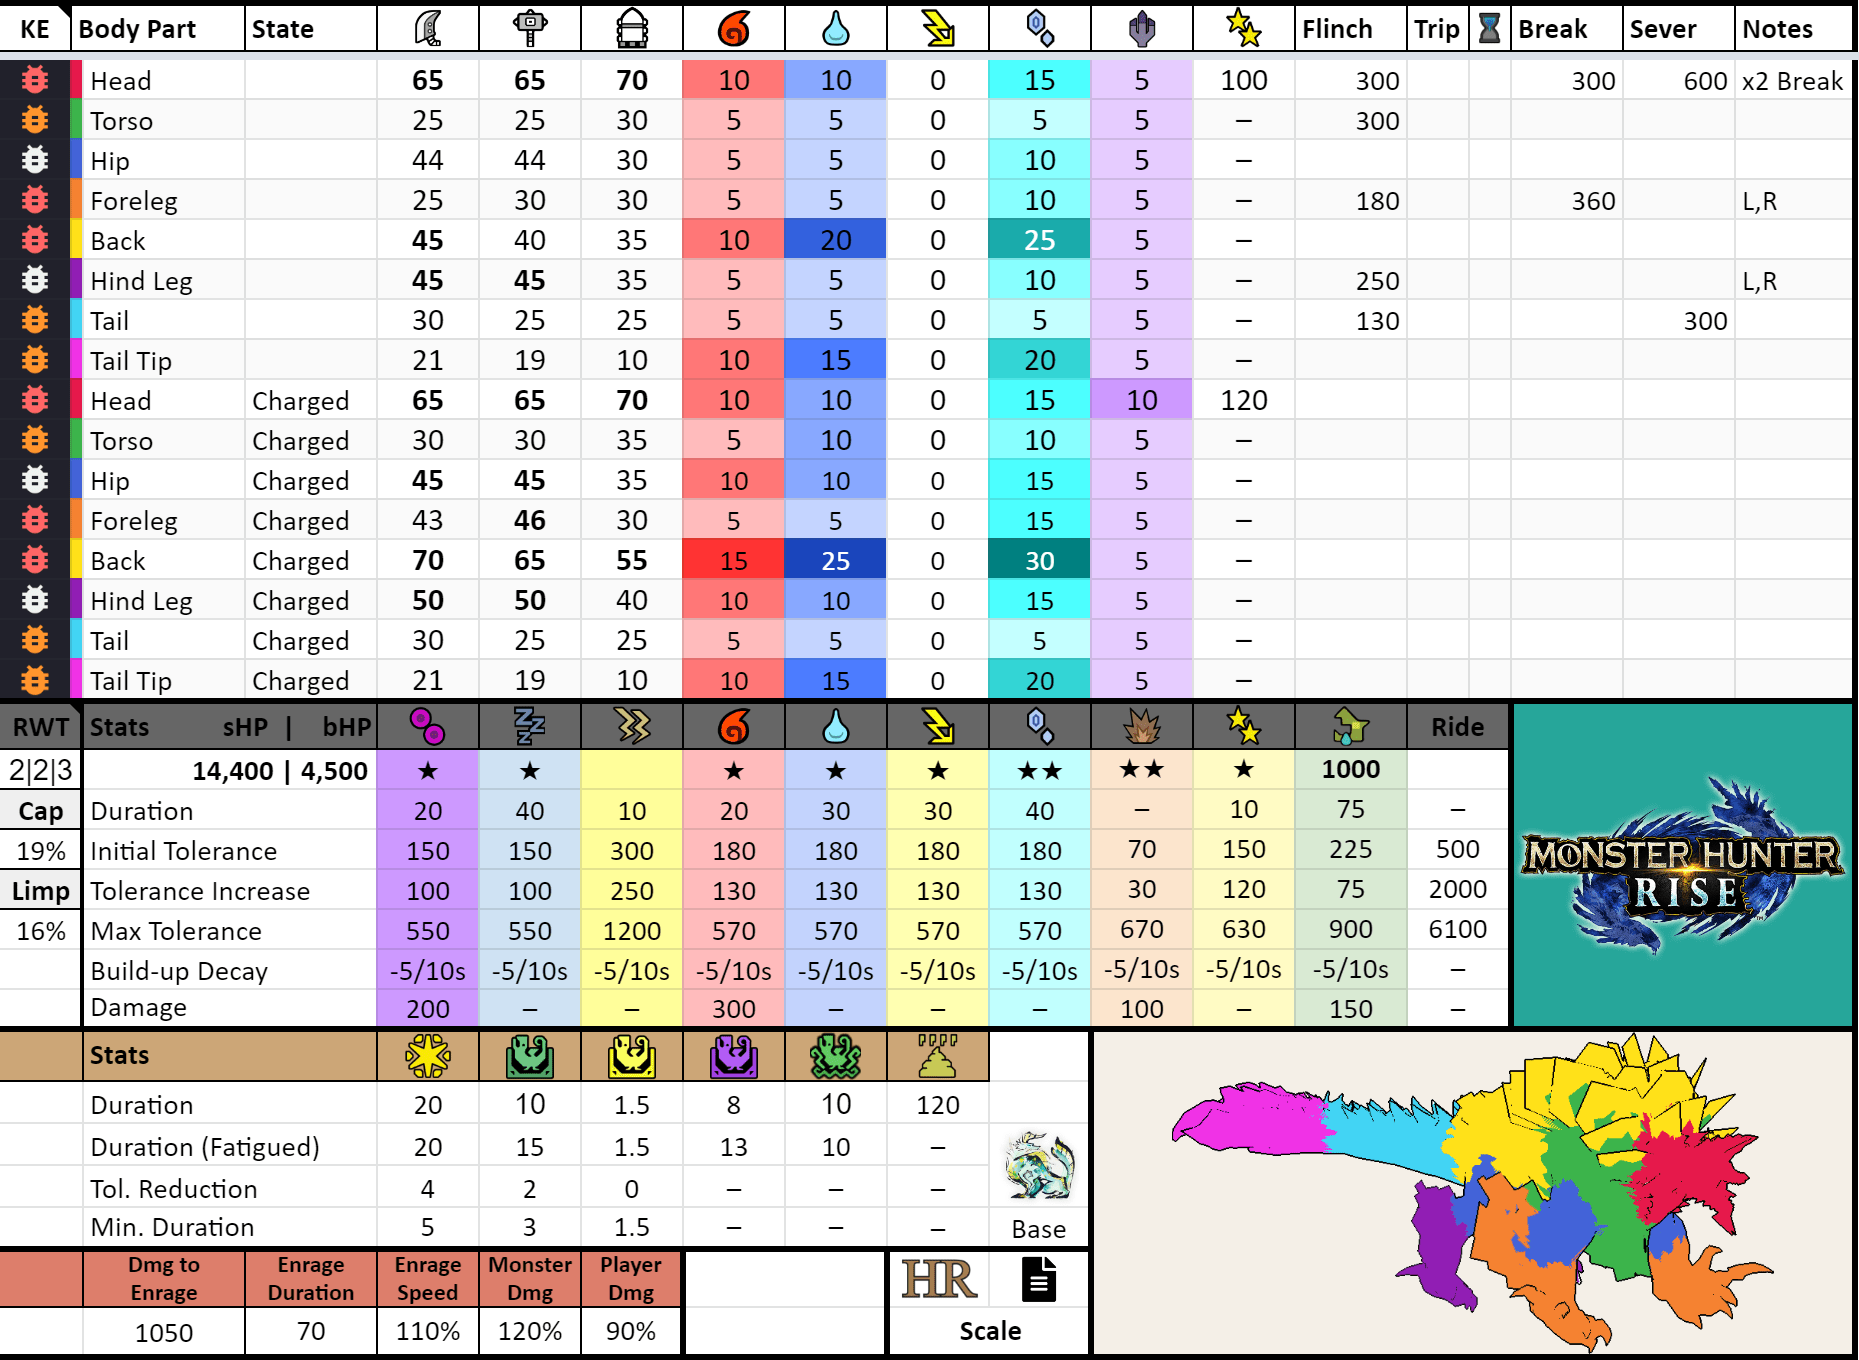 KE Body Part State Flinch Trip Break Sever Notes
Head 65 65 70 10 10 0 15 5 100 300 300 600 x2 Break
Torso 25 25 30 5 5 0 5 5 – 300
Hip 44 44 30 5 5 0 10 5 –
Foreleg 25 30 30 5 5 0 10 5 – 180 360 L,R
Back 45 40 35 10 20 0 25 5 –
Hind Leg 45 45 35 5 5 0 10 5 – 250 L,R
Tail 30 25 25 5 5 0 5 5 – 130 300
Tail Tip 21 19 10 10 15 0 20 5 –
Head Charged 65 65 70 10 10 0 15 10 120
Torso Charged 30 30 35 5 10 0 10 5 –
Hip Charged 45 45 35 10 10 0 15 5 –
Foreleg Charged 43 46 30 5 5 0 15 5 –
Back Charged 70 65 55 15 25 0 30 5 –
Hind Leg Charged 50 50 40 10 10 0 15 5 –
Tail Charged 30 25 25 5 5 0 5 5 –
Tail Tip Charged 21 19 10 10 15 0 20 5 –
RWT Stats sHP | bHP Ride
2|2|3 14,400 | 4,500 ★ ★ ★ ★ ★ ★★ ★★ ★ 1000
Cap Duration 20 40 10 20 30 30 40 – 10 75 –
19% Initial Tolerance 150 150 300 180 180 180 180 70 150 225 500
Limp Tolerance Increase 100 100 250 130 130 130 130 30 120 75 2000
16% Max Tolerance 550 550 1200 570 570 570 570 670 630 900 6100
Build-up Decay -5/10s -5/10s -5/10s -5/10s -5/10s -5/10s -5/10s -5/10s -5/10s -5/10s –
Damage 200 – – 300 – – – 100 – 150 –
MONSTER HUNTER
RISE
TM
Stats
Duration 20 10 1.5 8 10 120
Duration (Fatigued) 20 15 1.5 13 10 –
Tol. Reduction 4 2 0 – – –
Min. Duration 5 3 1.5 – – –
Base
Dmg to Enrage Enrage Monster Player
Enrage Duration Speed Dmg Dmg
1050 70 110% 120% 90%
HR
Scale